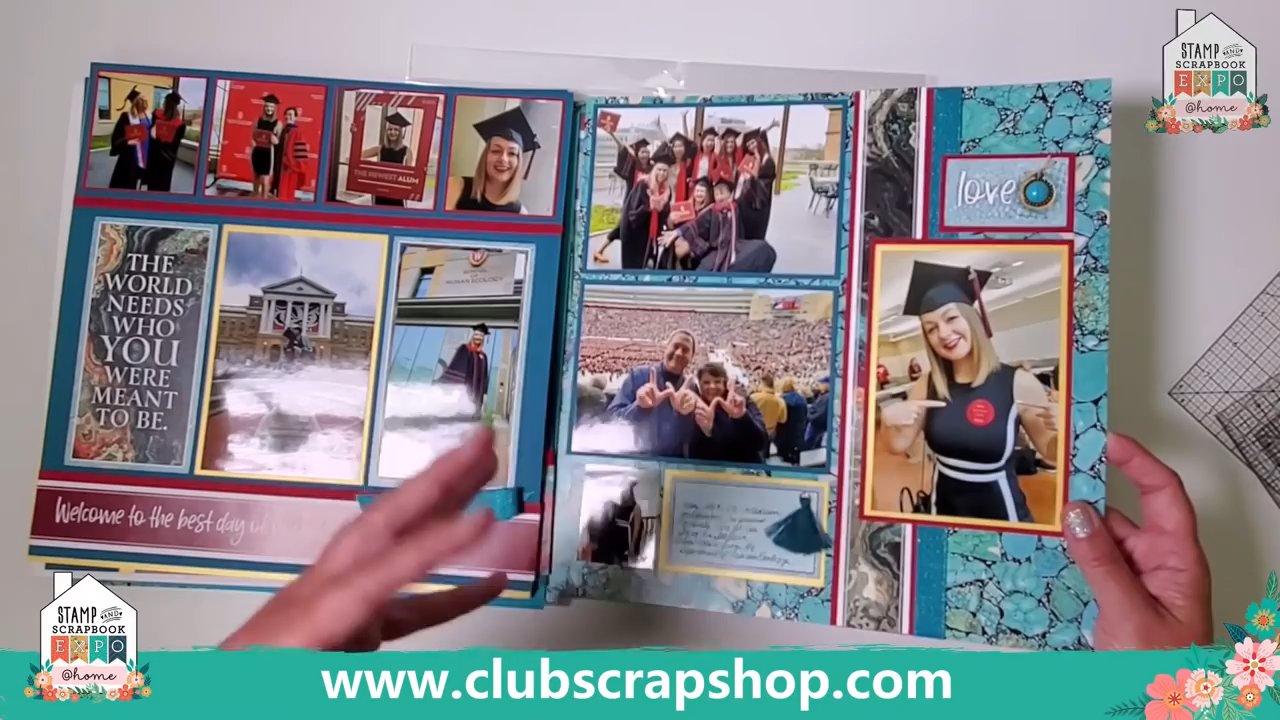 STAMP AND
SCRAPBOOK
EXPO
@home
THE NEWEST ALUM
love
THE
WORLD
NEEDS
WHO
YOU
WERE
MEANT
TO BE.
Welcome to the best day of
STAMP AND
SCRAPBOOK
EXPO
@home
www.clubscrapshop.com